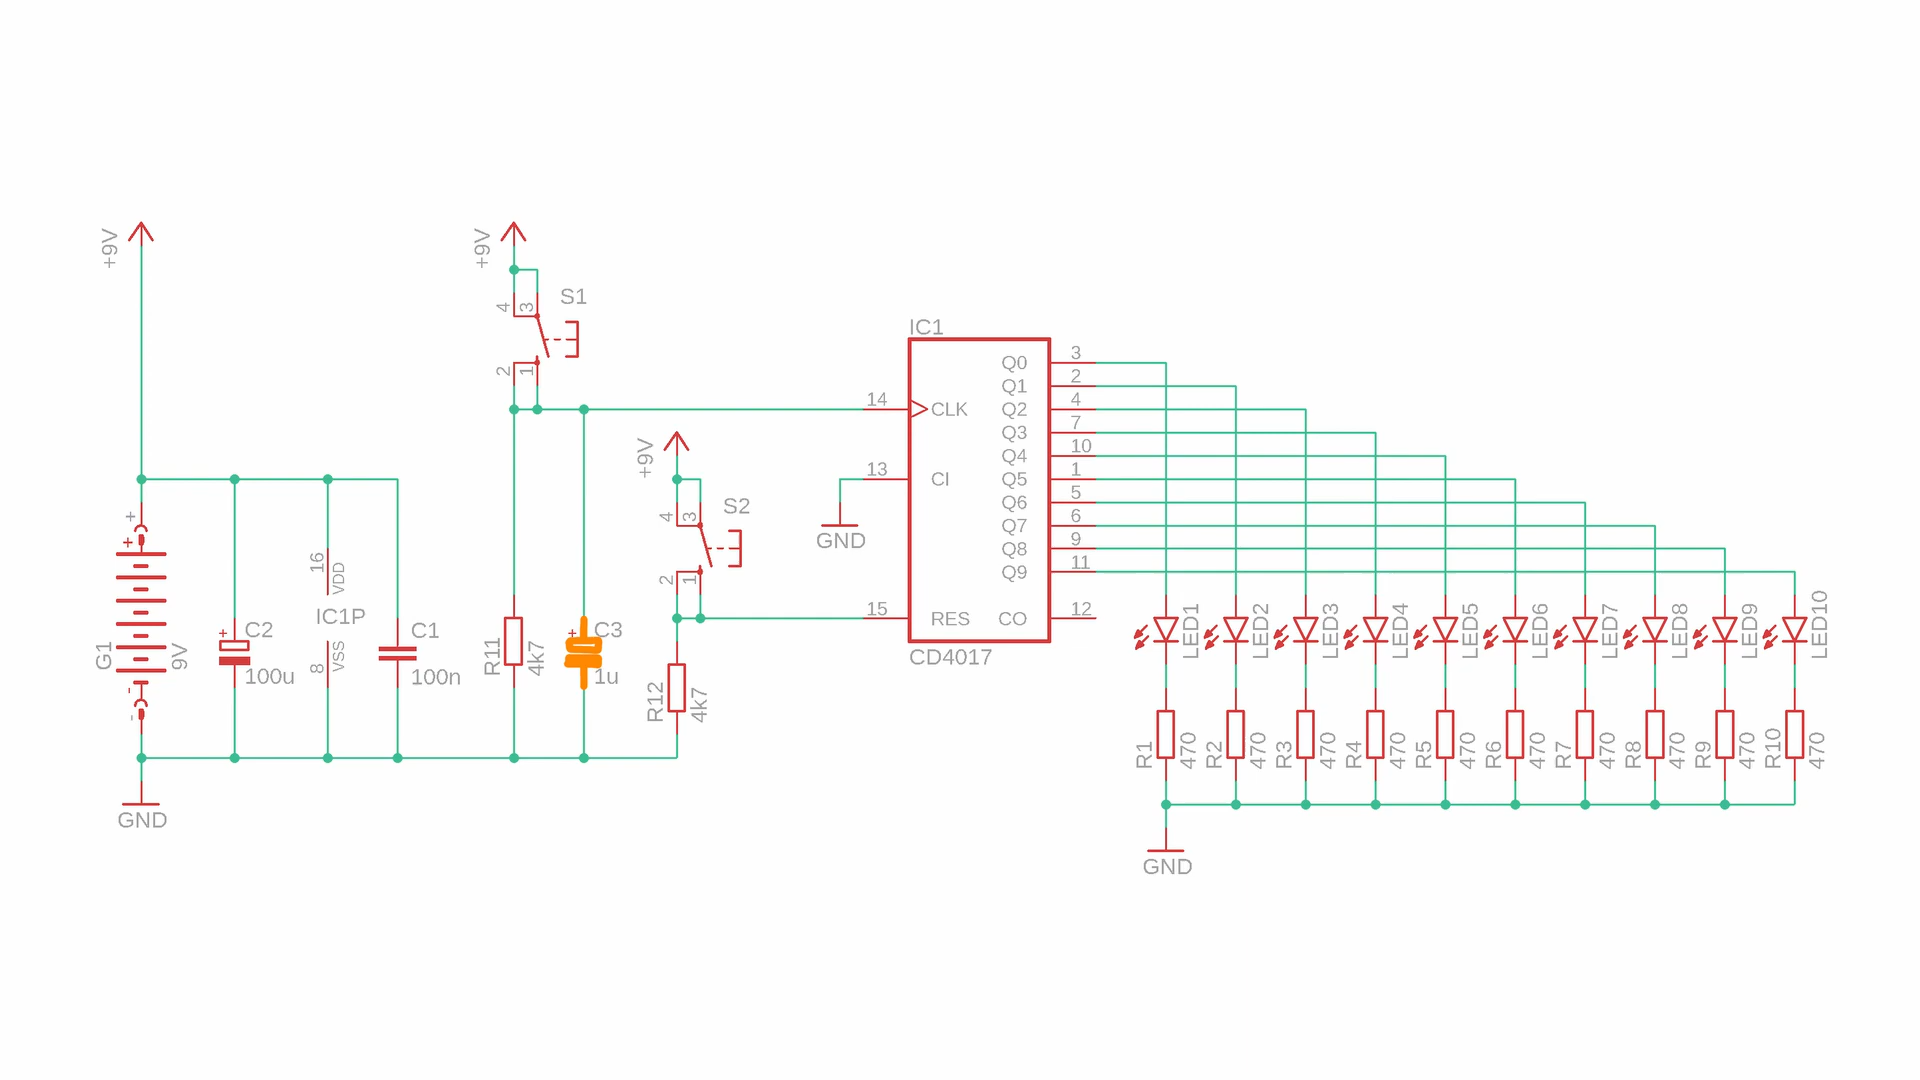 +9V
+9V
S1
4
3
2
1
IC1
14
CLK
Q0
3
Q1
2
Q2
4
Q3
7
Q4
10
13
CI
Q5
1
Q6
5
Q7
6
Q8
9
Q9
11
15
RES
CO
12
CD4017
GND
+9V
S2
4
3
2
1
+
+
-
-
G1
9V
+
C2
100u
16
VDD
IC1P
8
VSS
C1
100n
R11
4k7
+
C3
1u
R12
4k7
GND
LED1
LED2
LED3
LED4
LED5
LED6
LED7
LED8
LED9
LED10
R1
470
R2
470
R3
470
R4
470
R5
470
R6
470
R7
470
R8
470
R9
470
R10
470
GND